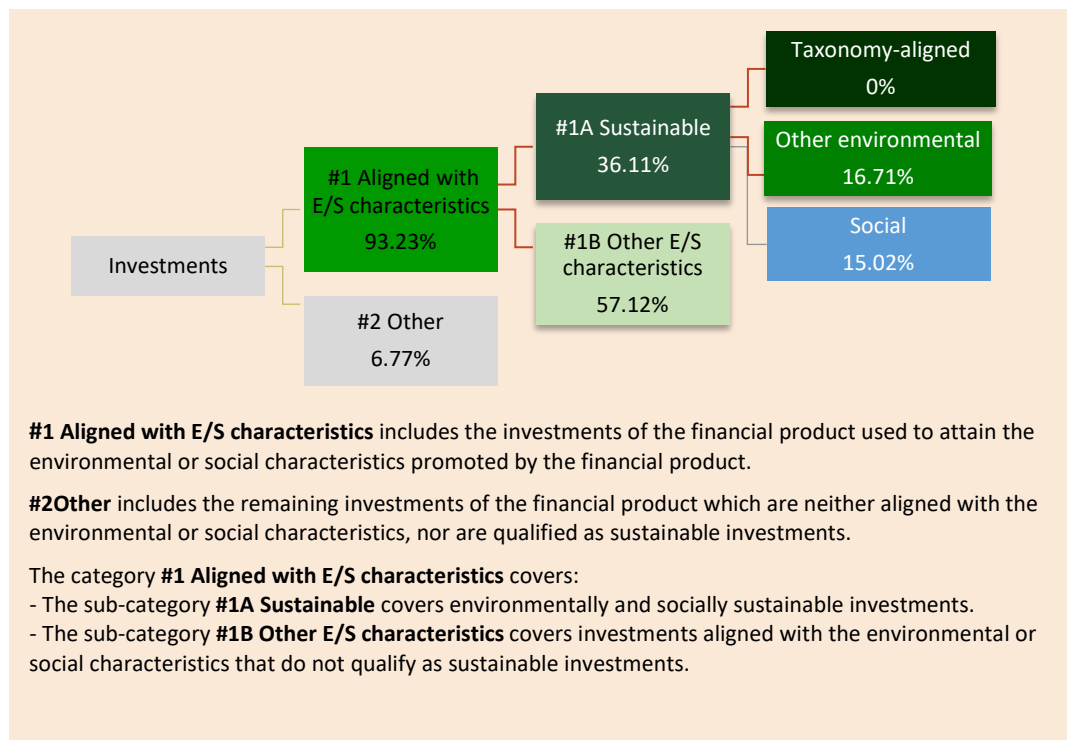 Taxonomy-aligned
0%
#1A Sustainable
36.11%
Other environmental
16.71%
#1 Aligned with
E/S characteristics
93.23%
Social
15.02%
#1B Other E/S
characteristics
57.12%
Investments
#2 Other
6.77%
#1 Aligned with E/S characteristics includes the investments of the financial product used to attain the
environmental or social characteristics promoted by the financial product.
#2Other includes the remaining investments of the financial product which are neither aligned with the
environmental or social characteristics, nor are qualified as sustainable investments.
The category #1 Aligned with E/S characteristics covers:
- The sub-category #1A Sustainable covers environmentally and socially sustainable investments.
- The sub-category #1B Other E/S characteristics covers investments aligned with the environmental or
social characteristics that do not qualify as sustainable investments.